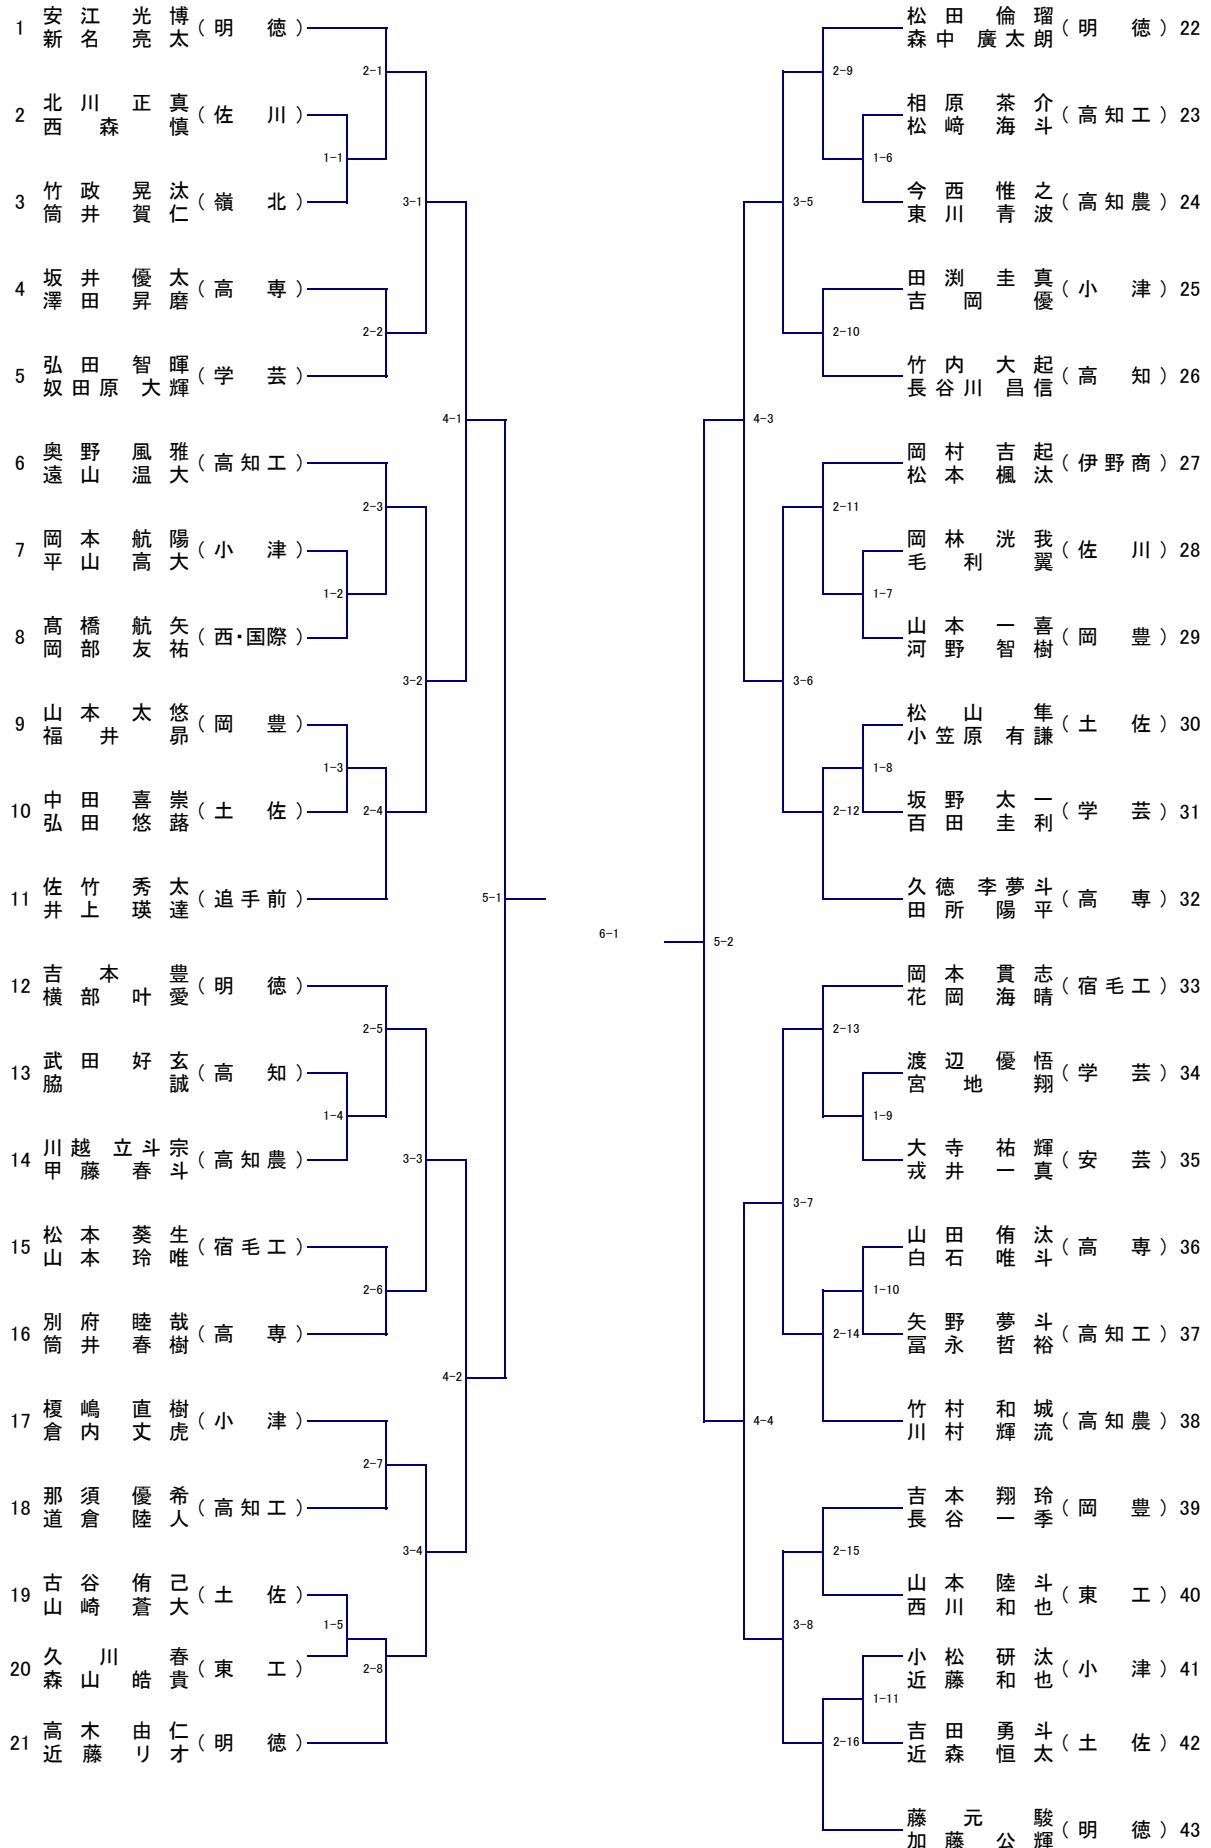 1 安江光博 新名亮太 (明徳)
2-1
2 北川正真 西森慎 (佐川)
1-1
3 竹政晃汰 筒井賀仁 (嶺北)
3-1
4 坂井優太 澤田昇磨 (高専)
2-2
5 弘田智暉 奴田原大輝 (学芸)
4-1
6 奥野風雅 遠山温大 (高知工)
2-3
7 岡本航陽 平山高大 (小津)
1-2
8 髙橋航矢 岡部友祐 (西・国際)
3-2
9 山本太悠 福井昴 (岡豊)
1-3
10 中田喜崇 弘田悠蕗 (土佐)
2-4
11 佐竹秀太 井上瑛達 (追手前)
5-1
12 吉本豊 横部叶愛 (明徳)
2-5
13 武田好玄 脇誠 (高知)
1-4
14 川越立斗宗 甲藤春斗 (高知農)
3-3
15 松本葵生 山本玲唯 (宿毛工)
2-6
16 別府睦哉 筒井春樹 (高専)
4-2
17 榎嶋直樹 倉内丈虎 (小津)
2-7
18 那須優希 道倉陸人 (高知工)
3-4
19 古谷侑己 山崎蒼大 (土佐)
1-5
20 久川春 森山皓貴 (東工)
2-8
21 高木由仁 近藤リオ (明徳)
6-1
松田倫瑠 森中廣太朗 (明徳) 22
2-9
相原茶介 松﨑海斗 (高知工) 23
1-6
今西惟之 東川青波 (高知農) 24
3-5
田渕圭真 吉岡優 (小津) 25
2-10
竹内大起 長谷川昌信 (高知) 26
4-3
岡村吉起 松本楓汰 (伊野商) 27
2-11
岡林洸我 毛利翼 (佐川) 28
1-7
山本一喜 河野智樹 (岡豊) 29
3-6
松山隼 小笠原有謙 (土佐) 30
1-8
坂野太一 百田圭利 (学芸) 31
2-12
久徳李夢斗 田所陽平 (高専) 32
5-2
岡本貫志 花岡海晴 (宿毛工) 33
2-13
渡辺優悟 宮地翔 (学芸) 34
1-9
大寺祐輝 戎井一真 (安芸) 35
3-7
山田侑汰 白石唯斗 (高専) 36
1-10
矢野夢斗 冨永哲裕 (高知工) 37
2-14
竹村和城 川村輝流 (高知農) 38
4-4
吉本翔玲 長谷一季 (岡豊) 39
2-15
山本陸斗 西川和也 (東工) 40
3-8
小松研汰 近藤和也 (小津) 41
1-11
吉田勇斗 近森恒太 (土佐) 42
2-16
藤元駿 加藤公輝 (明徳) 43